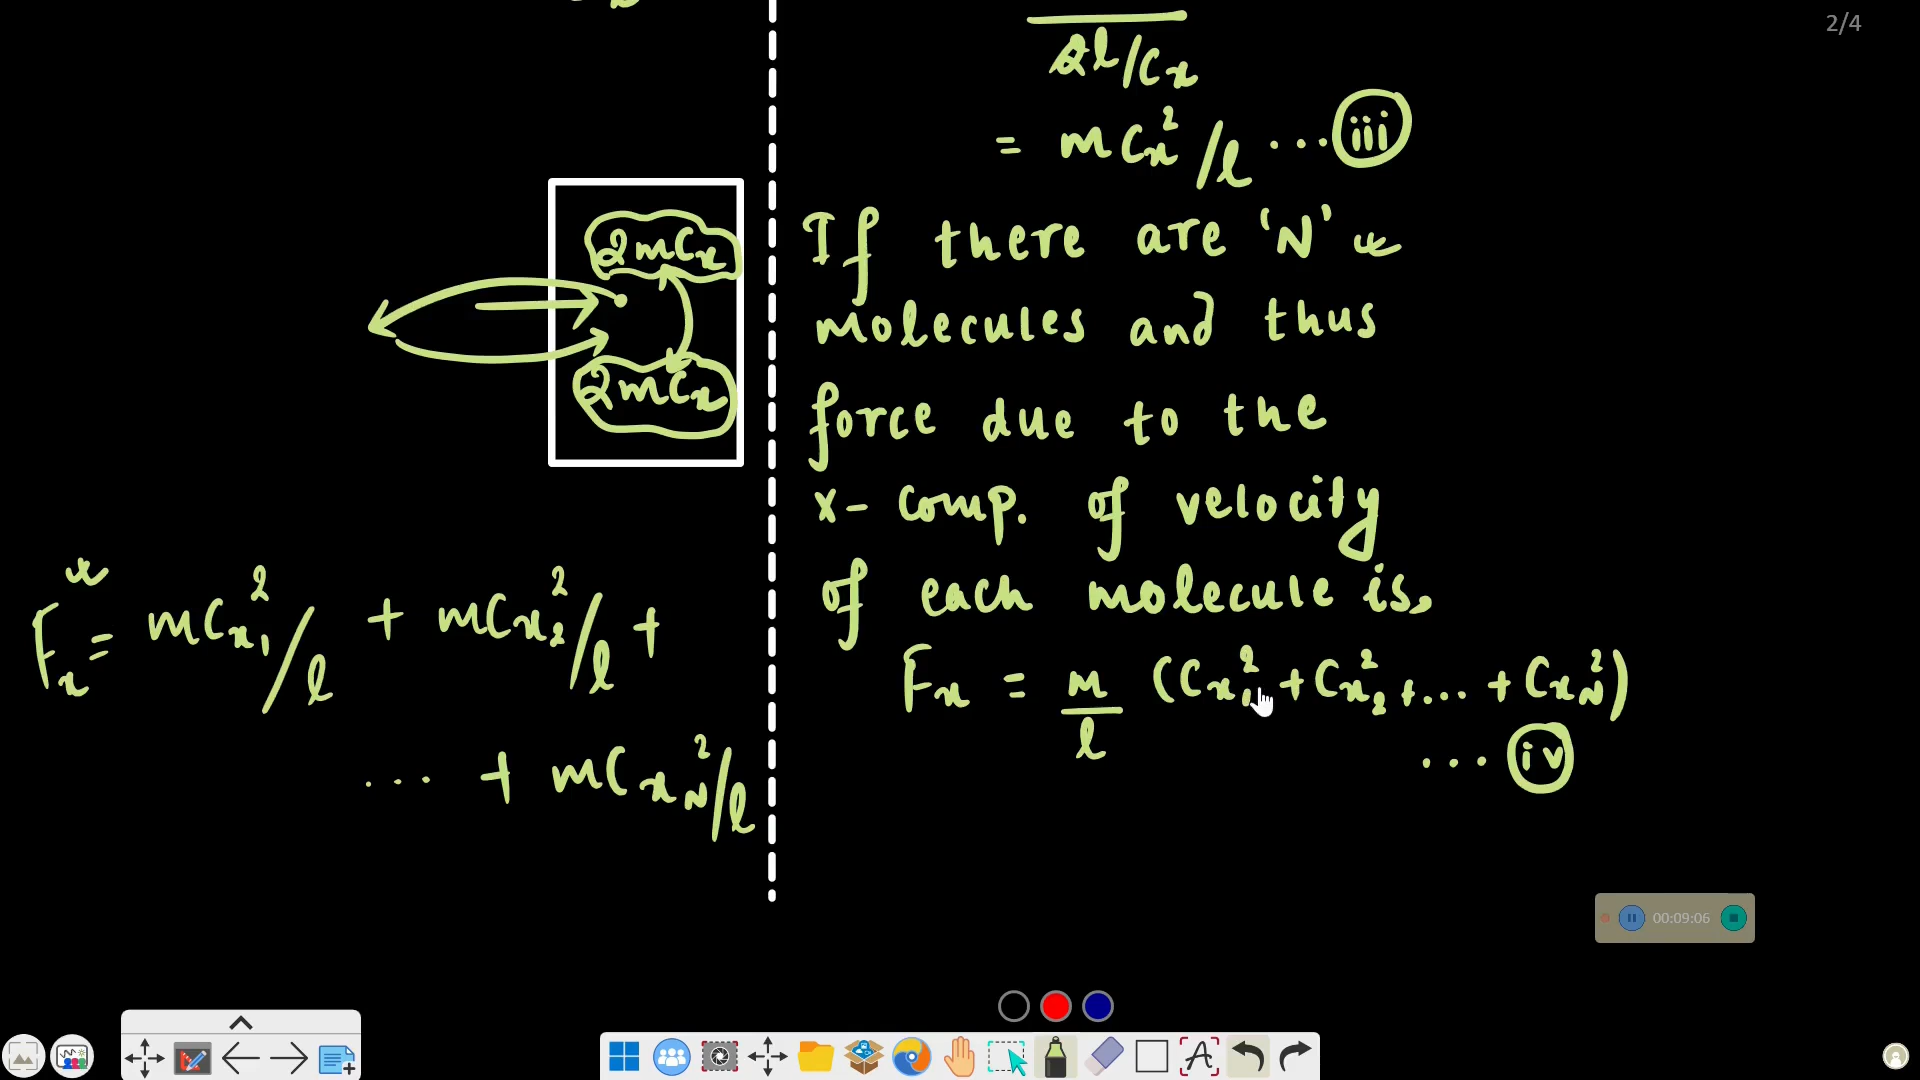 2/4
2l/Cx
= mCx²/l ... iii
2mCx
2mCx
Fx = mCx₁²/l + mCx₂²/l +
... + mCxN²/l
If there are 'N'
molecules and thus
force due to the
x- comp. of velocity
of each molecule is,
Fx = m/l (Cx₁² + Cx₂² + ... + CxN²)
... iv
00:09:06